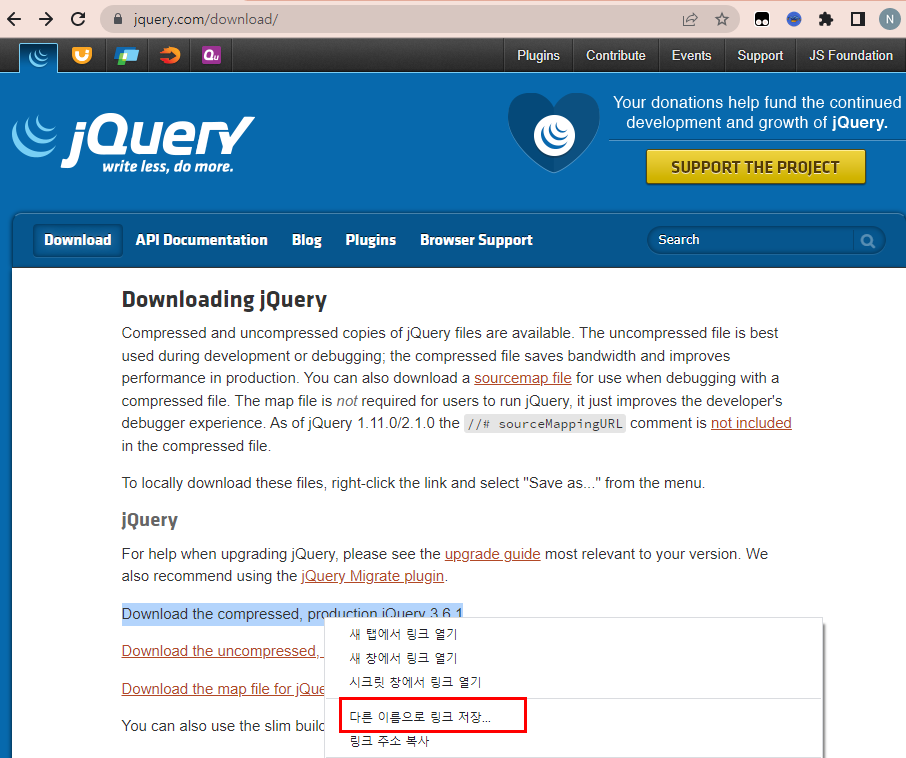 jquery.com/download/
N
Qu
Plugins
Contribute
Events
Support
JS Foundation
jQuery
write less, do more.
Your donations help fund the continued
development and growth of jQuery.
SUPPORT THE PROJECT
Download
API Documentation
Blog
Plugins
Browser Support
Search
Downloading jQuery
Compressed and uncompressed copies of jQuery files are available. The uncompressed file is best
used during development or debugging; the compressed file saves bandwidth and improves
performance in production. You can also download a sourcemap file for use when debugging with a
compressed file. The map file is not required for users to run jQuery, it just improves the developer's
debugger experience. As of jQuery 1.11.0/2.1.0 the //# sourceMappingURL comment is not included
in the compressed file.
To locally download these files, right-click the link and select "Save as..." from the menu.
jQuery
For help when upgrading jQuery, please see the upgrade guide most relevant to your version. We
also recommend using the jQuery Migrate plugin.
Download the compressed, production jQuery 3.6.1
새 탭에서 링크 열기
Download the uncompressed,
새 창에서 링크 열기
시크릿 창에서 링크 열기
Download the map file for jQue
다른 이름으로 링크 저장...
You can also use the slim build
링크 주소 복사